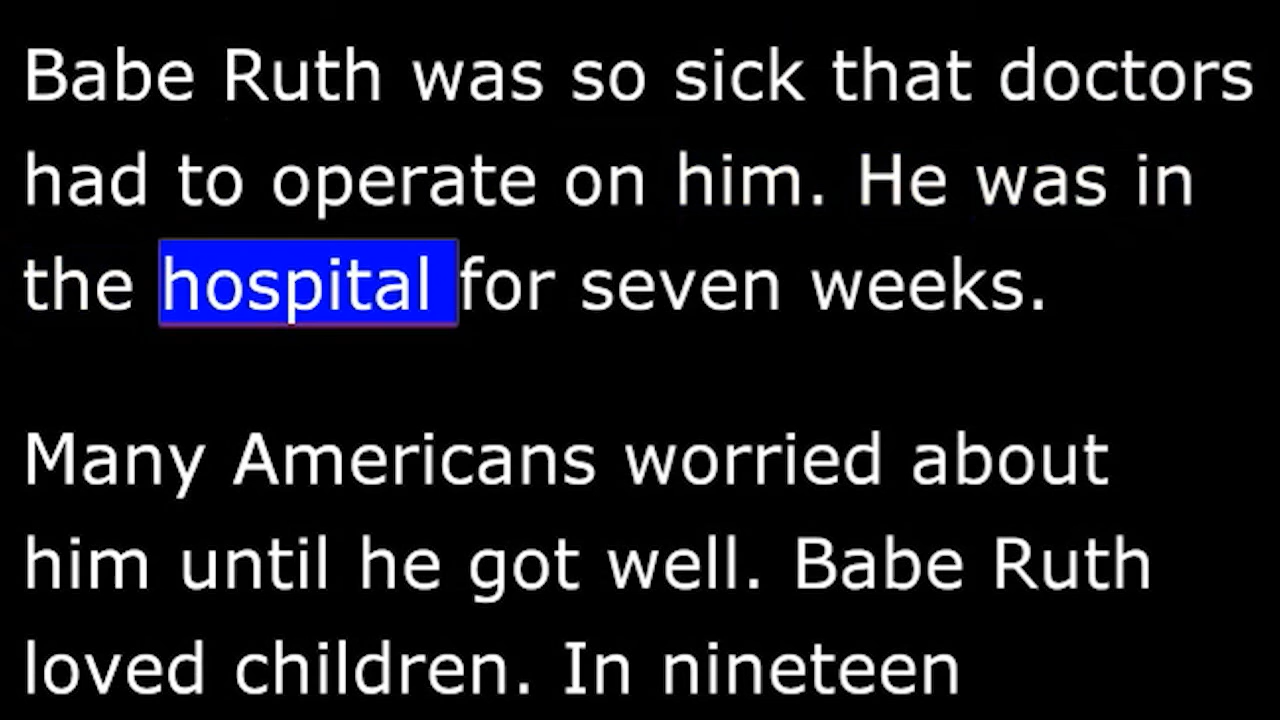 Babe Ruth was so sick that doctors
had to operate on him. He was in
the hospital for seven weeks.
Many Americans worried about
him until he got well. Babe Ruth
loved children. In nineteen